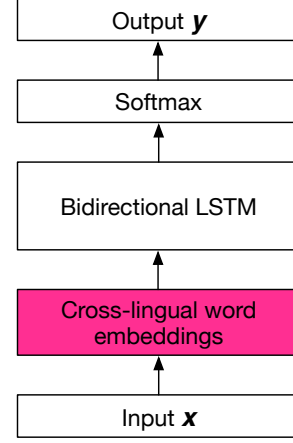 Output y
Softmax
Bidirectional LSTM
Cross-lingual word
embeddings
Input x